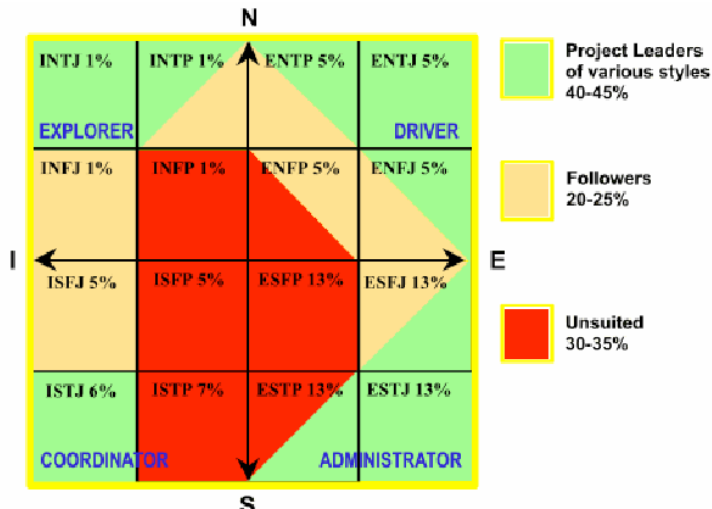 N
INTJ 1% INTP 1% ENTP 5% ENTJ 5%
EXPLORER DRIVER
INFJ 1% INFP 1% ENFP 5% ENFJ 5%
I E
ISFJ 5% ISFP 5% ESFP 13% ESFJ 13%
ISTJ 6% ISTP 7% ESTP 13% ESTJ 13%
COORDINATOR ADMINISTRATOR
S
Project Leaders
of various styles
40-45%
Followers
20-25%
Unsuited
30-35%